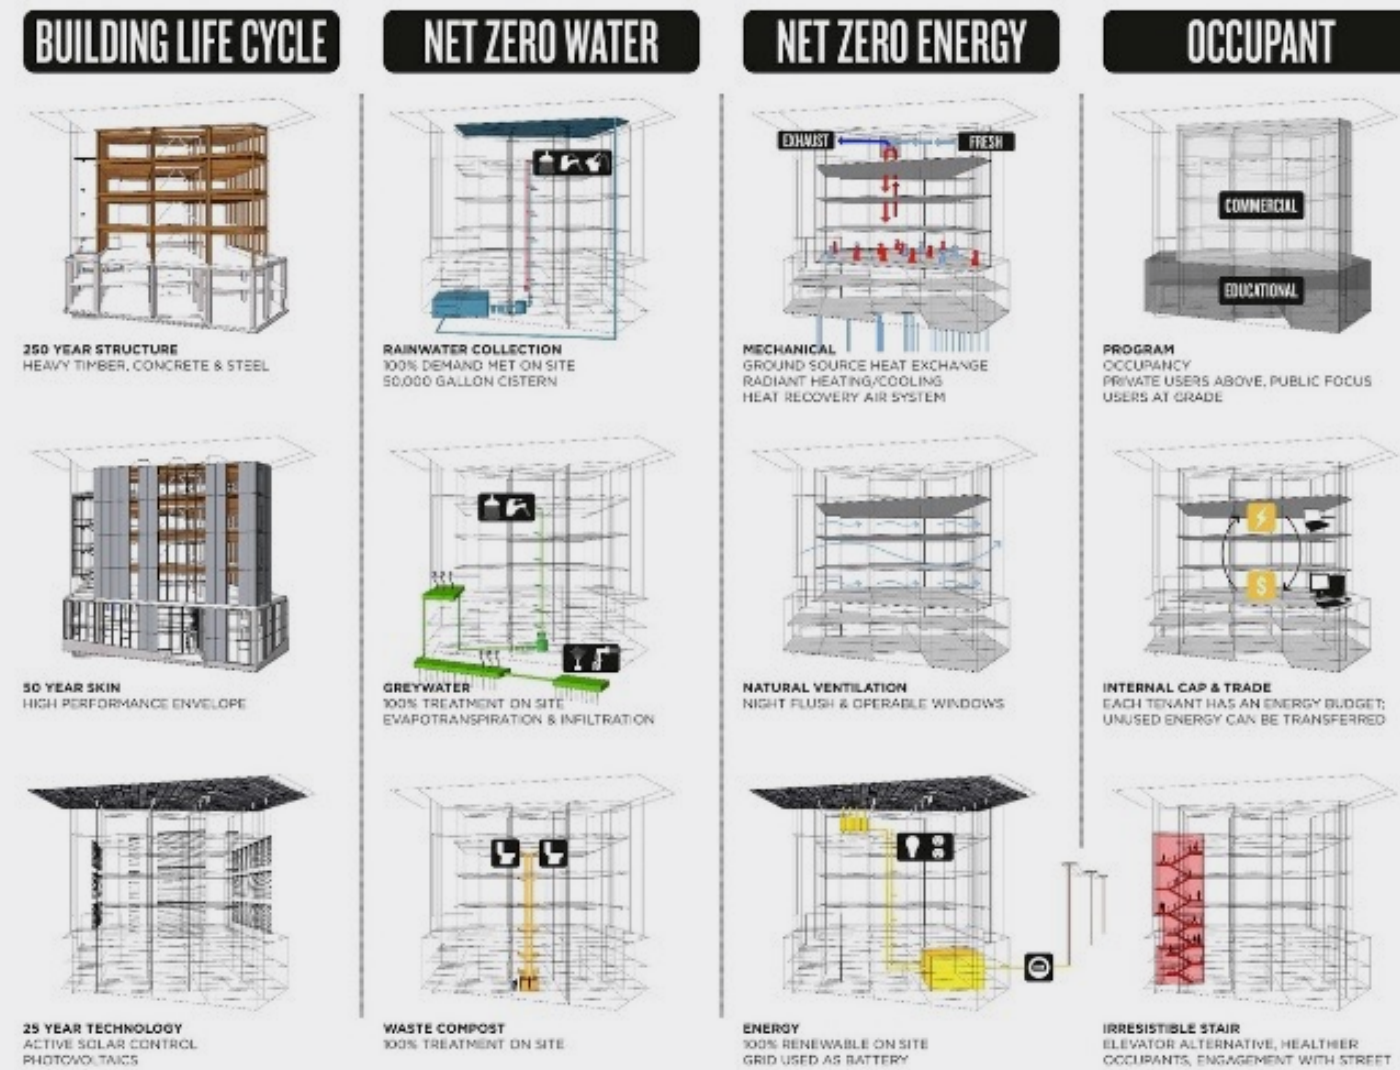 BUILDING LIFE CYCLE
NET ZERO WATER
NET ZERO ENERGY
OCCUPANT
250 YEAR STRUCTURE
HEAVY TIMBER, CONCRETE & STEEL
RAINWATER COLLECTION
100% DEMAND MET ON SITE
50,000 GALLON CISTERN
EXHAUST
FRESH
MECHANICAL
GROUND SOURCE HEAT EXCHANGE
RADIANT HEATING/COOLING
HEAT RECOVERY AIR SYSTEM
COMMERCIAL
EDUCATIONAL
PROGRAM
OCCUPANCY
PRIVATE USERS ABOVE, PUBLIC FOCUS
USERS AT GRADE
50 YEAR SKIN
HIGH PERFORMANCE ENVELOPE
GREYWATER
100% TREATMENT ON SITE
EVAPOTRANSPIRATION & INFILTRATION
NATURAL VENTILATION
NIGHT FLUSH & OPERABLE WINDOWS
$
INTERNAL CAP & TRADE
EACH TENANT HAS AN ENERGY BUDGET;
UNUSED ENERGY CAN BE TRANSFERRED
25 YEAR TECHNOLOGY
ACTIVE SOLAR CONTROL
PHOTOVOLTAICS
WASTE COMPOST
100% TREATMENT ON SITE
ENERGY
100% RENEWABLE ON SITE
GRID USED AS BATTERY
IRRESISTIBLE STAIR
ELEVATOR ALTERNATIVE, HEALTHIER
OCCUPANTS, ENGAGEMENT WITH STREET